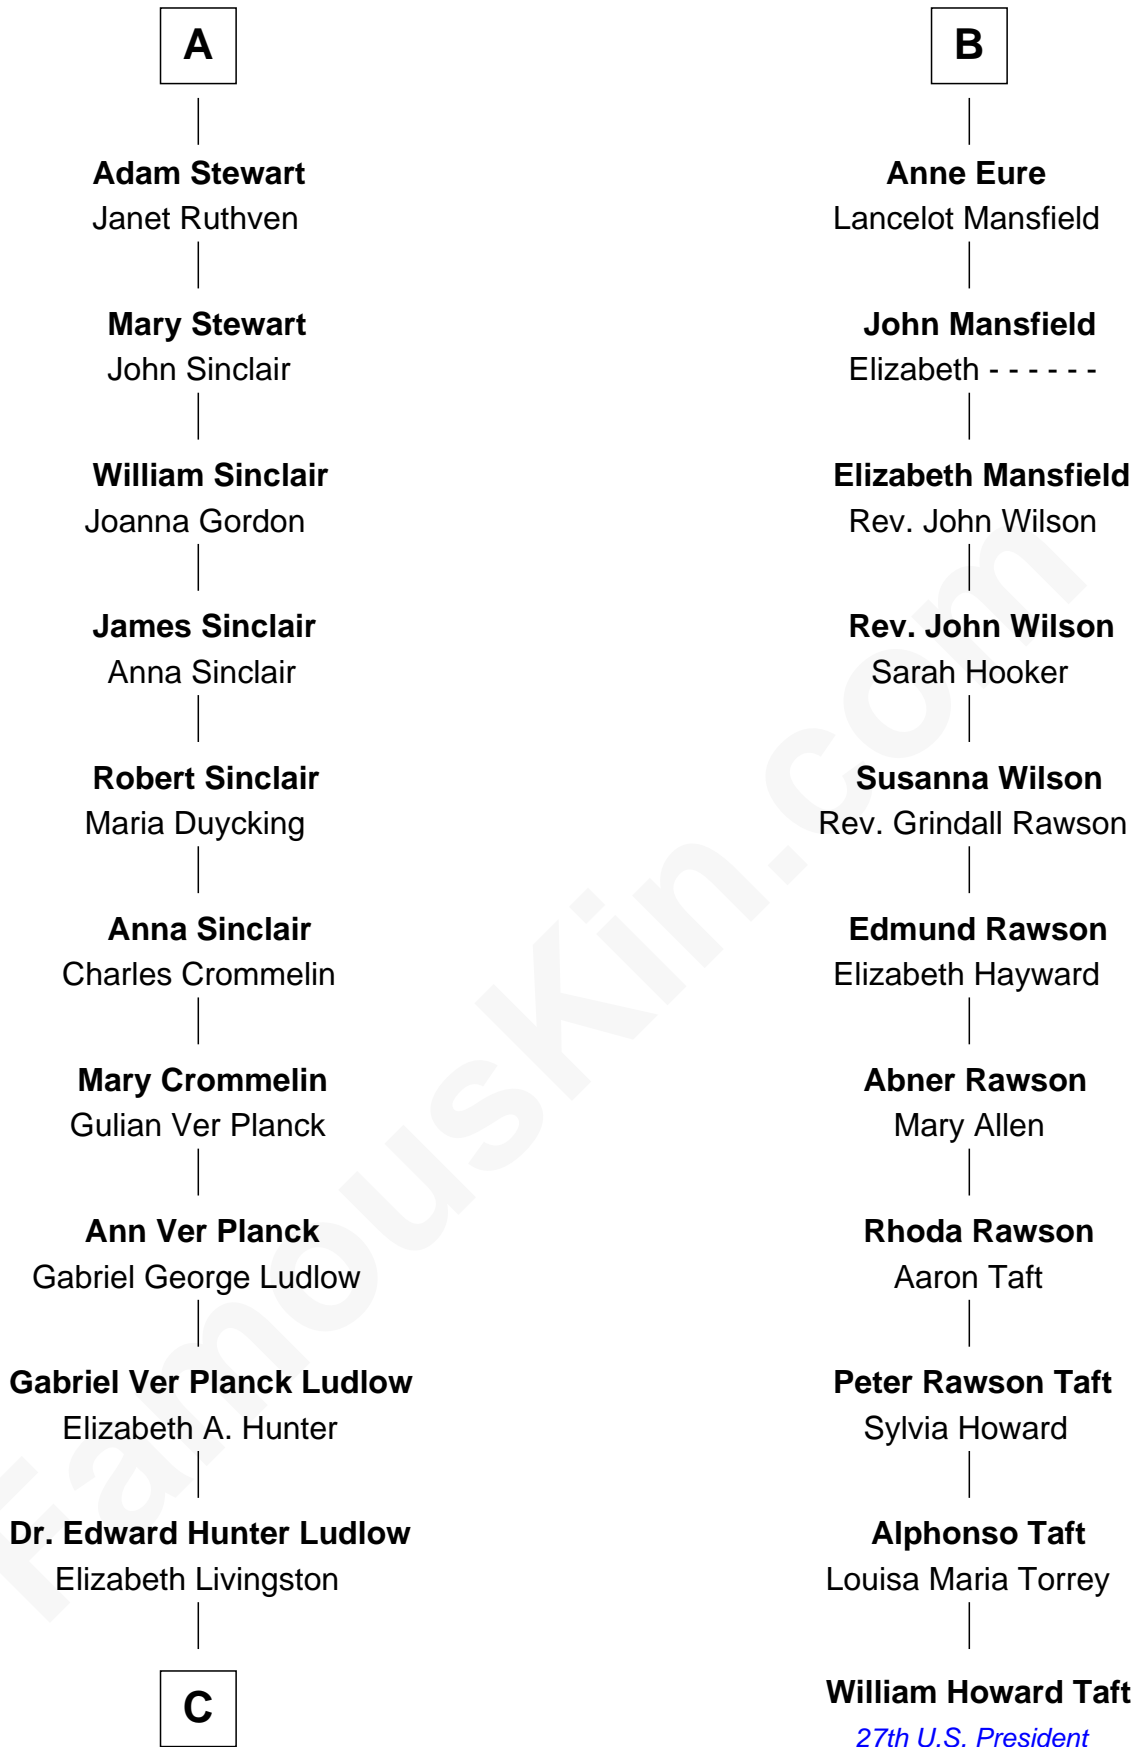 A
Adam Stewart
Janet Ruthven
Mary Stewart
John Sinclair
William Sinclair
Joanna Gordon
James Sinclair
Anna Sinclair
Robert Sinclair
Maria Duycking
Anna Sinclair
Charles Crommelin
Mary Crommelin
Gulian Ver Planck
Ann Ver Planck
Gabriel George Ludlow
Gabriel Ver Planck Ludlow
Elizabeth A. Hunter
Dr. Edward Hunter Ludlow
Elizabeth Livingston
C
B
Anne Eure
Lancelot Mansfield
John Mansfield
Elizabeth - - - - - -
Elizabeth Mansfield
Rev. John Wilson
Rev. John Wilson
Sarah Hooker
Susanna Wilson
Rev. Grindall Rawson
Edmund Rawson
Elizabeth Hayward
Abner Rawson
Mary Allen
Rhoda Rawson
Aaron Taft
Peter Rawson Taft
Sylvia Howard
Alphonso Taft
Louisa Maria Torrey
William Howard Taft
27th U.S. President
FamousKin.com